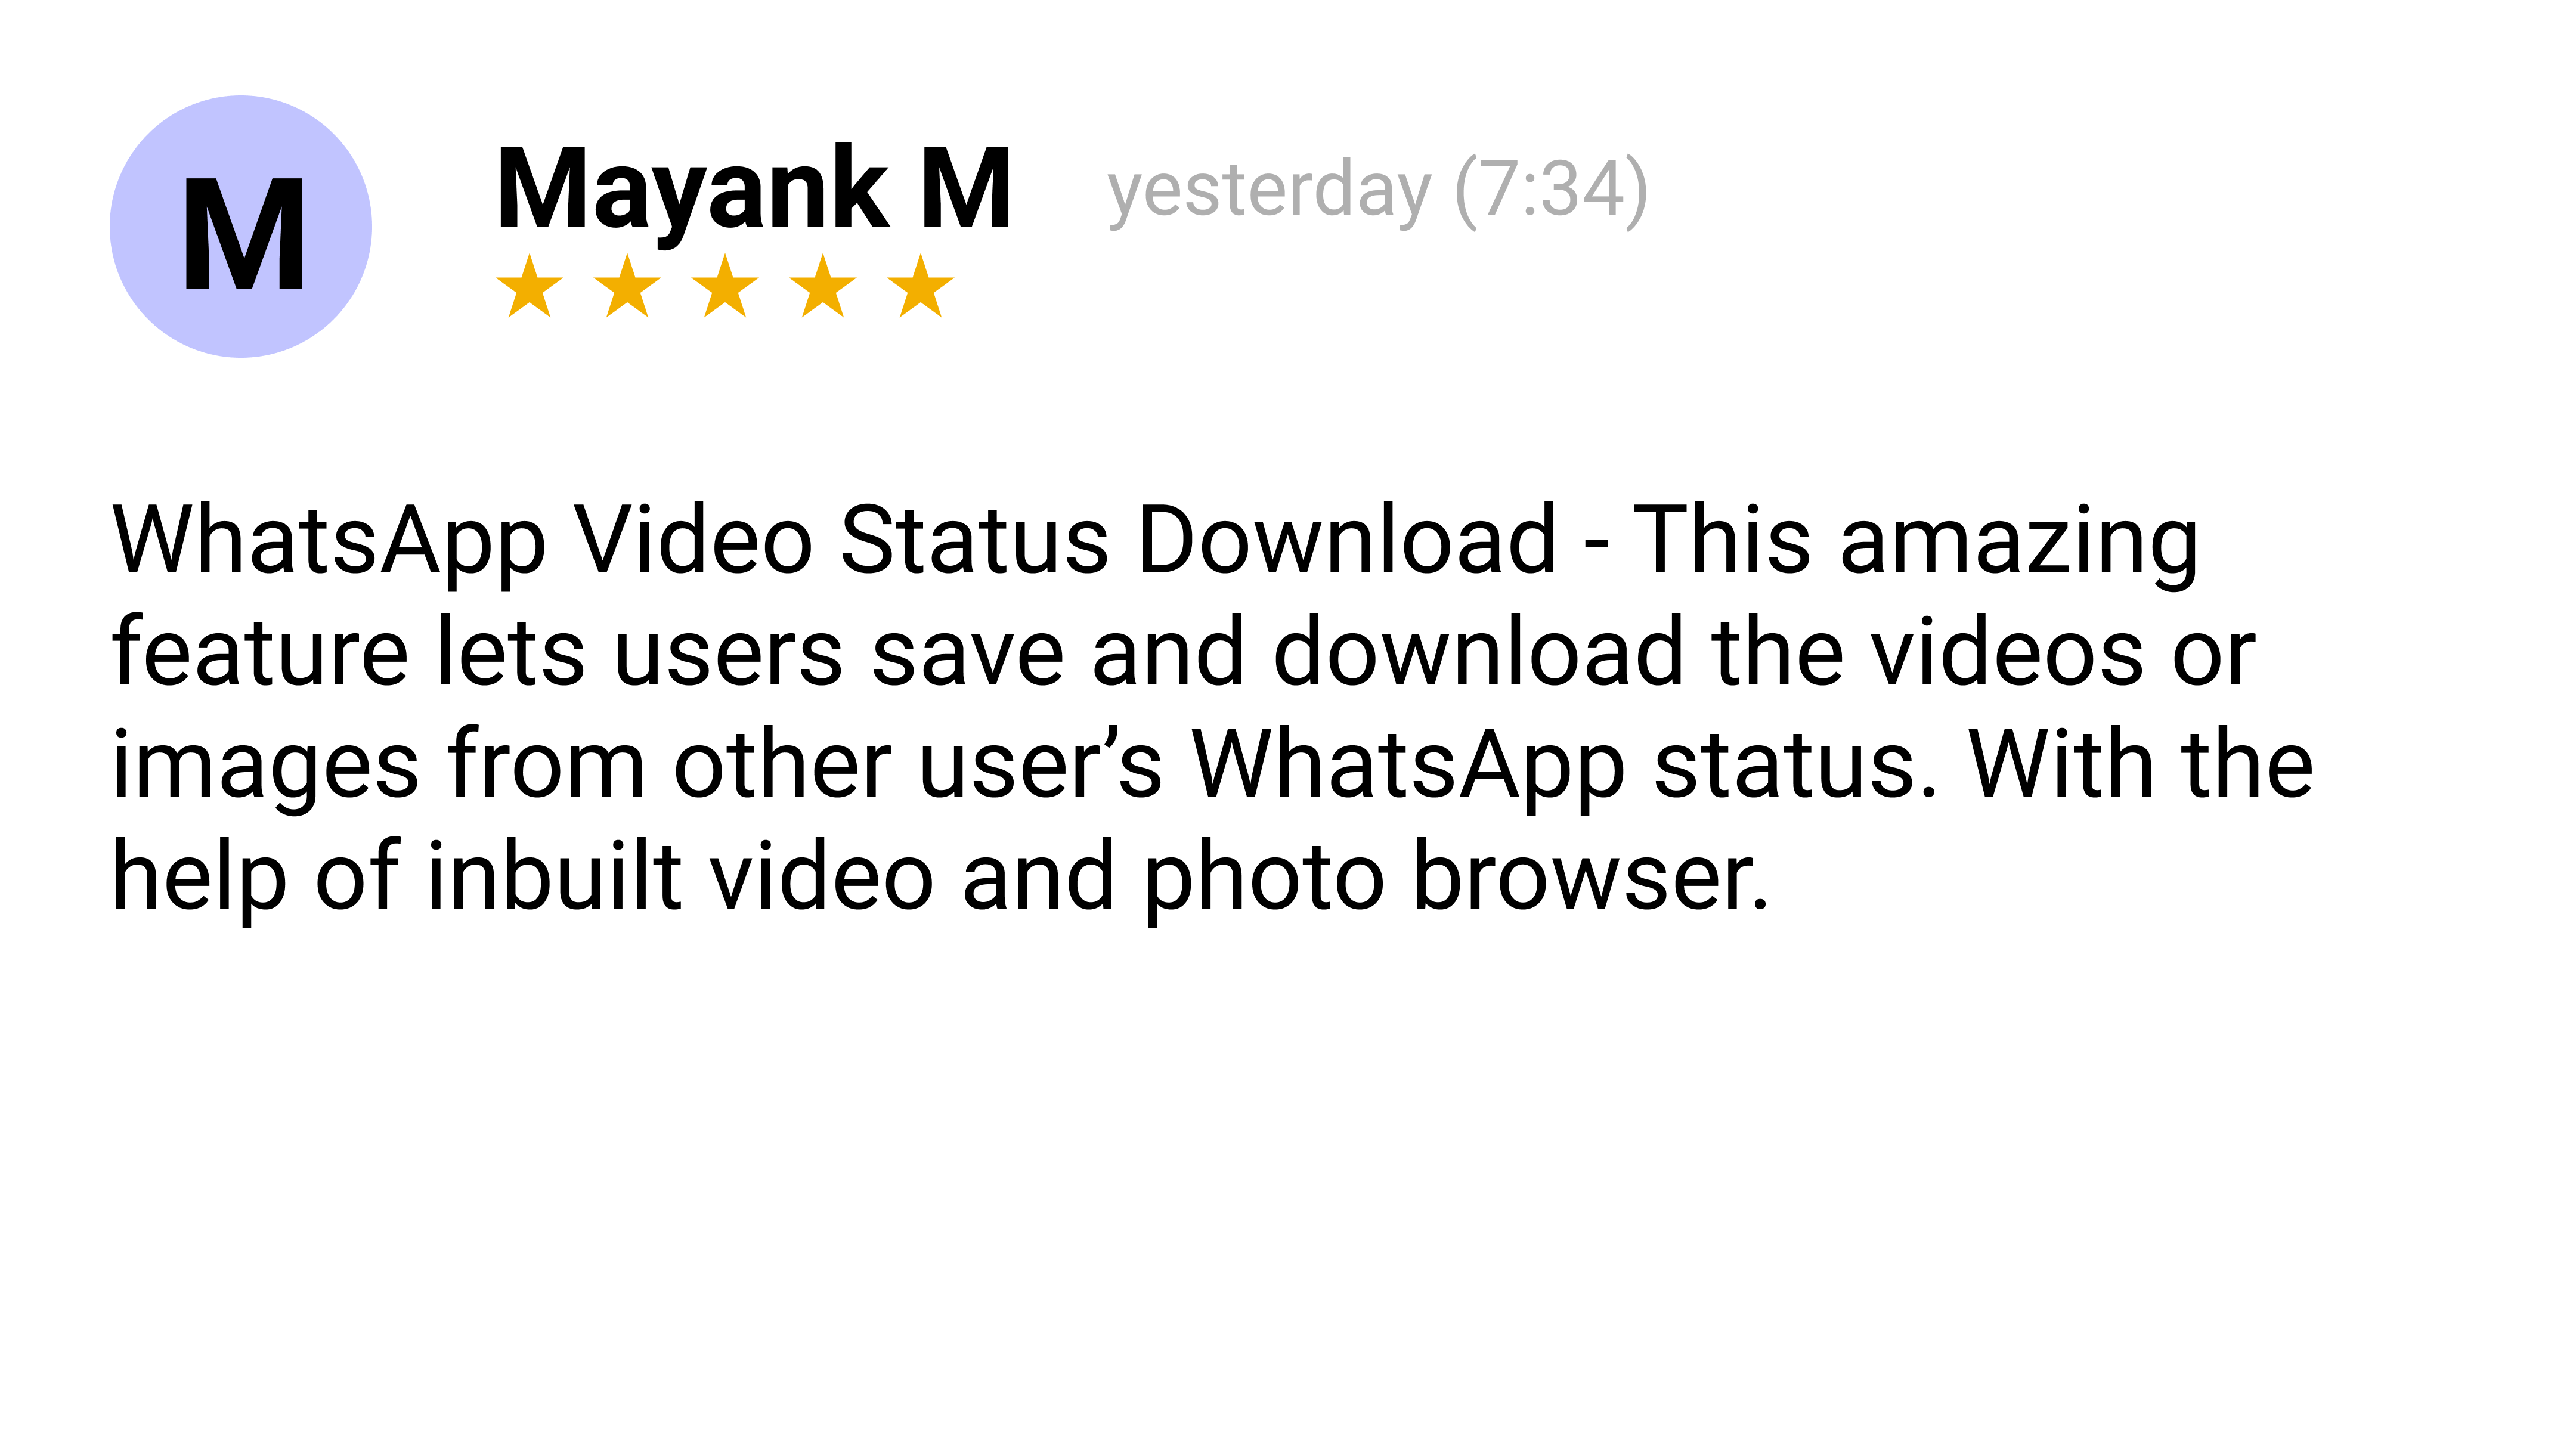 M
Mayank M yesterday (7:34)
WhatsApp Video Status Download - This amazing
feature lets users save and download the videos or
images from other user’s WhatsApp status. With the
help of inbuilt video and photo browser.